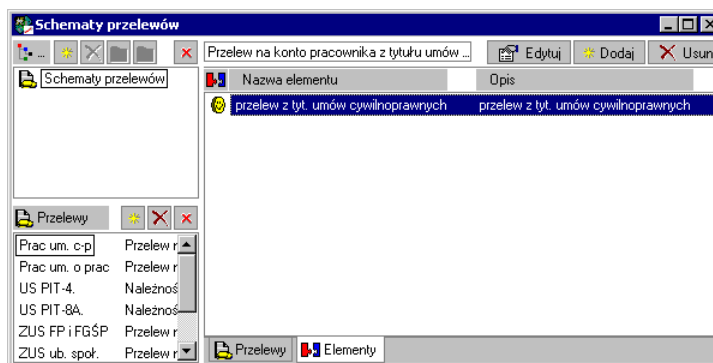 Schematy przelewów
... Przelew na konto pracownika z tytułu umów ... Edytuj Dodaj Usuń
Schematy przelewów
Nazwa elementu Opis
przelew z tyt. umów cywilnoprawnych przelew z tyt. umów cywilnoprawnych
Przelewy
Prac um. c-p Przelew r
Prac um. o prac Przelew r
US PIT-4. Należnoś
US PIT-8A. Należnoś
ZUS FP i FGŚP Przelew r
ZUS ub. społ. Przelew r
Przelewy Elementy